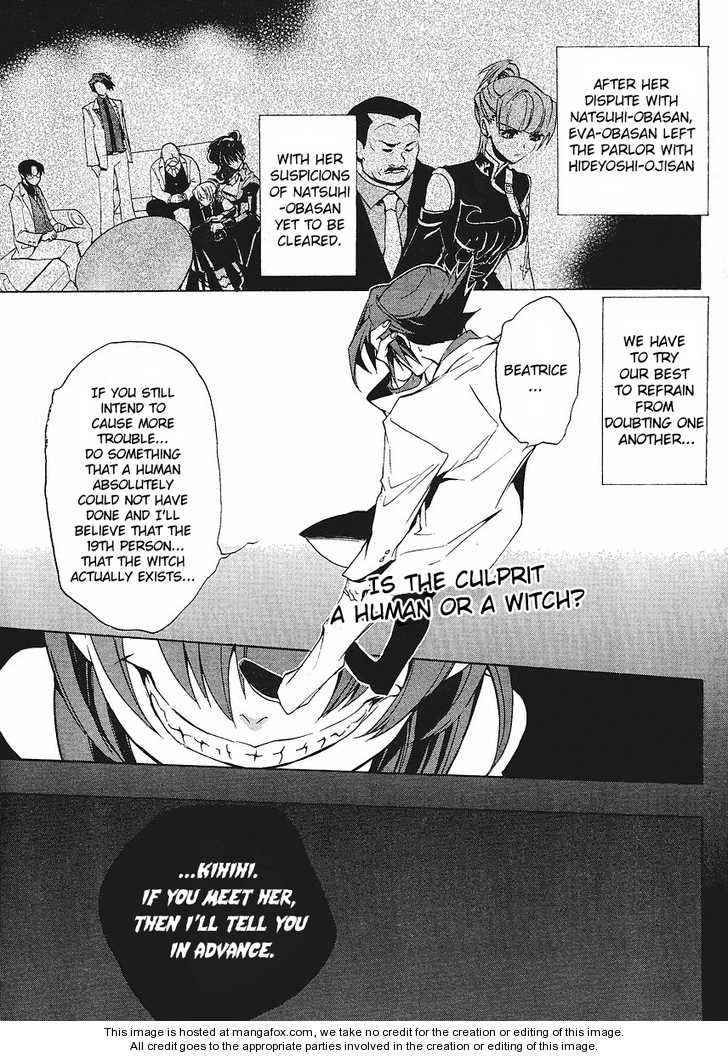 AFTER HER
DISPUTE WITH
NATSUHI-OBASAN,
EVA-OBASAN LEFT
THE PARLOR WITH
HIDEYOSHI-OJISAN
WITH HER
SUSPICIONS
OF NATSUHI
-OBASAN
YET TO BE
CLEARED.
WE HAVE
TO TRY
OUR BEST
TO REFRAIN
FROM
DOUBTING ONE
ANOTHER...
BEATRICE
...
IF YOU STILL
INTEND TO
CAUSE MORE
TROUBLE...
DO SOMETHING
THAT A HUMAN
ABSOLUTELY
COULD NOT HAVE
DONE AND I'LL
BELIEVE THAT THE
19TH PERSON...
THAT THE WITCH
ACTUALLY EXISTS...
IS THE CULPRIT
A HUMAN OR A WITCH?
...KIHIHI.
IF YOU MEET HER,
THEN I'LL TELL YOU
IN ADVANCE.
This image is hosted at mangafox.com, we take no credit for the creation or editing of this image.
All credit goes to the appropriate parties involved in the creation or editing of this image.